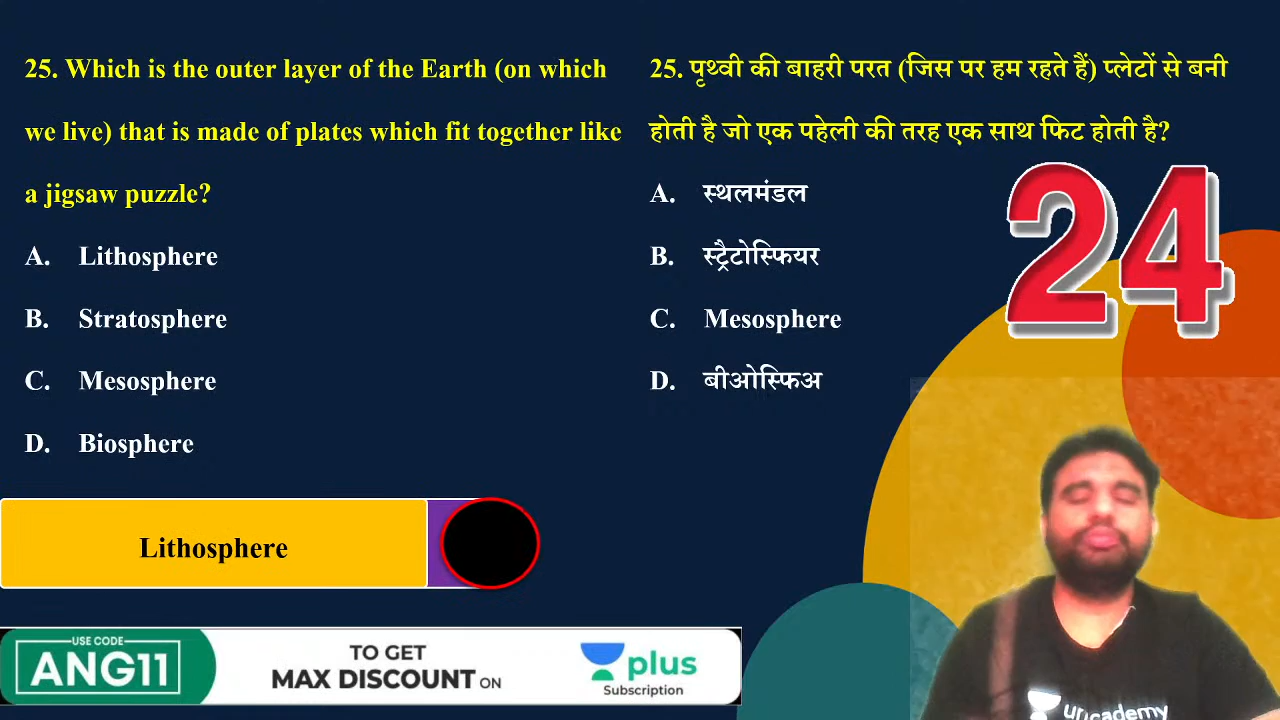 25. Which is the outer layer of the Earth (on which
we live) that is made of plates which fit together like
a jigsaw puzzle?
A. Lithosphere
B. Stratosphere
C. Mesosphere
D. Biosphere
Lithosphere
25. पृथ्वी की बाहरी परत (जिस पर हम रहते हैं) प्लेटों से बनी
होती है जो एक पहेली की तरह एक साथ फिट होती है?
A. स्थलमंडल
B. स्ट्रैटोस्फियर
C. Mesosphere
D. बीओस्फिअ
24
USE CODE
ANG11
TO GET
MAX DISCOUNT ON
plus
Subscription
unacademy